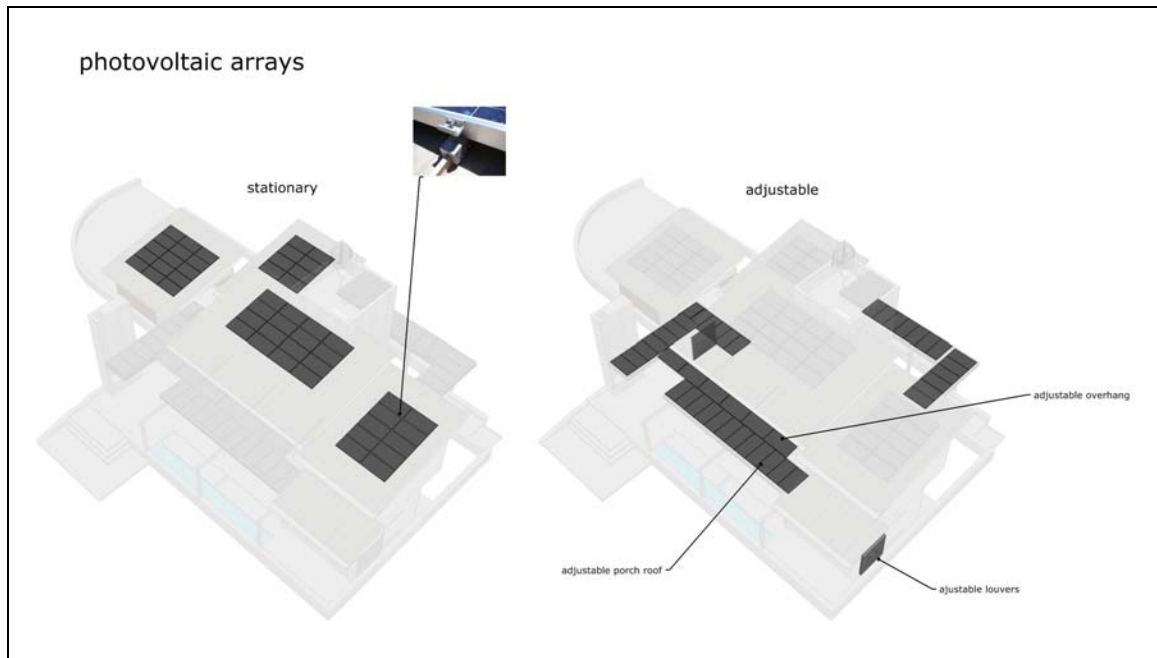 photovoltaic arrays
stationary
adjustable
adjustable overhang
adjustable porch roof
ajustable louvers